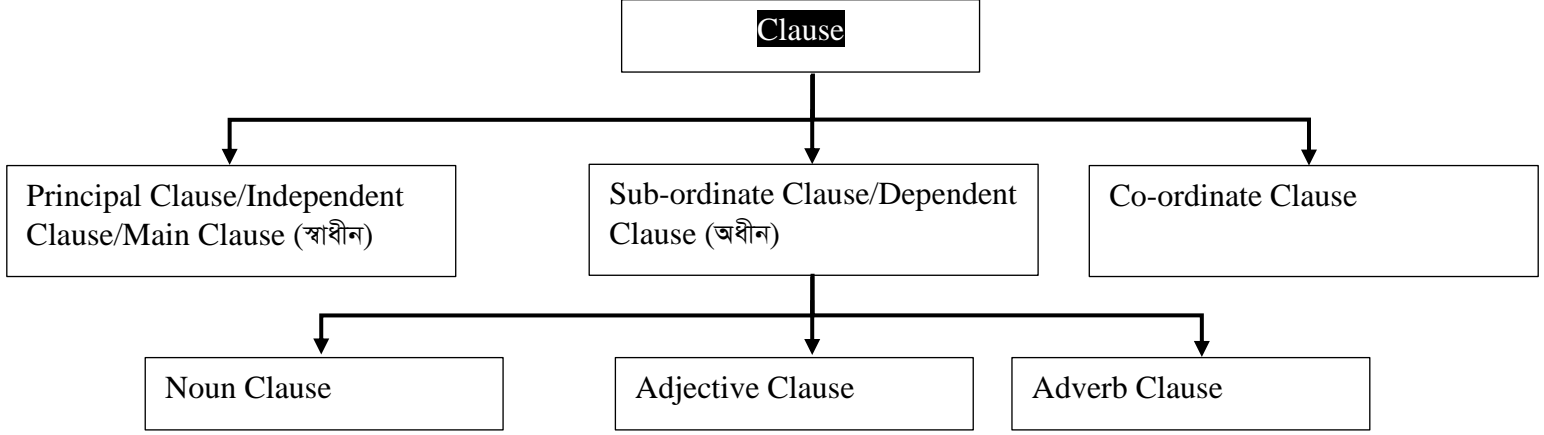 Clause
Principal Clause/Independent
Clause/Main Clause (স্বাধীন)
Sub-ordinate Clause/Dependent
Clause (অধীন)
Co-ordinate Clause
Noun Clause
Adjective Clause
Adverb Clause